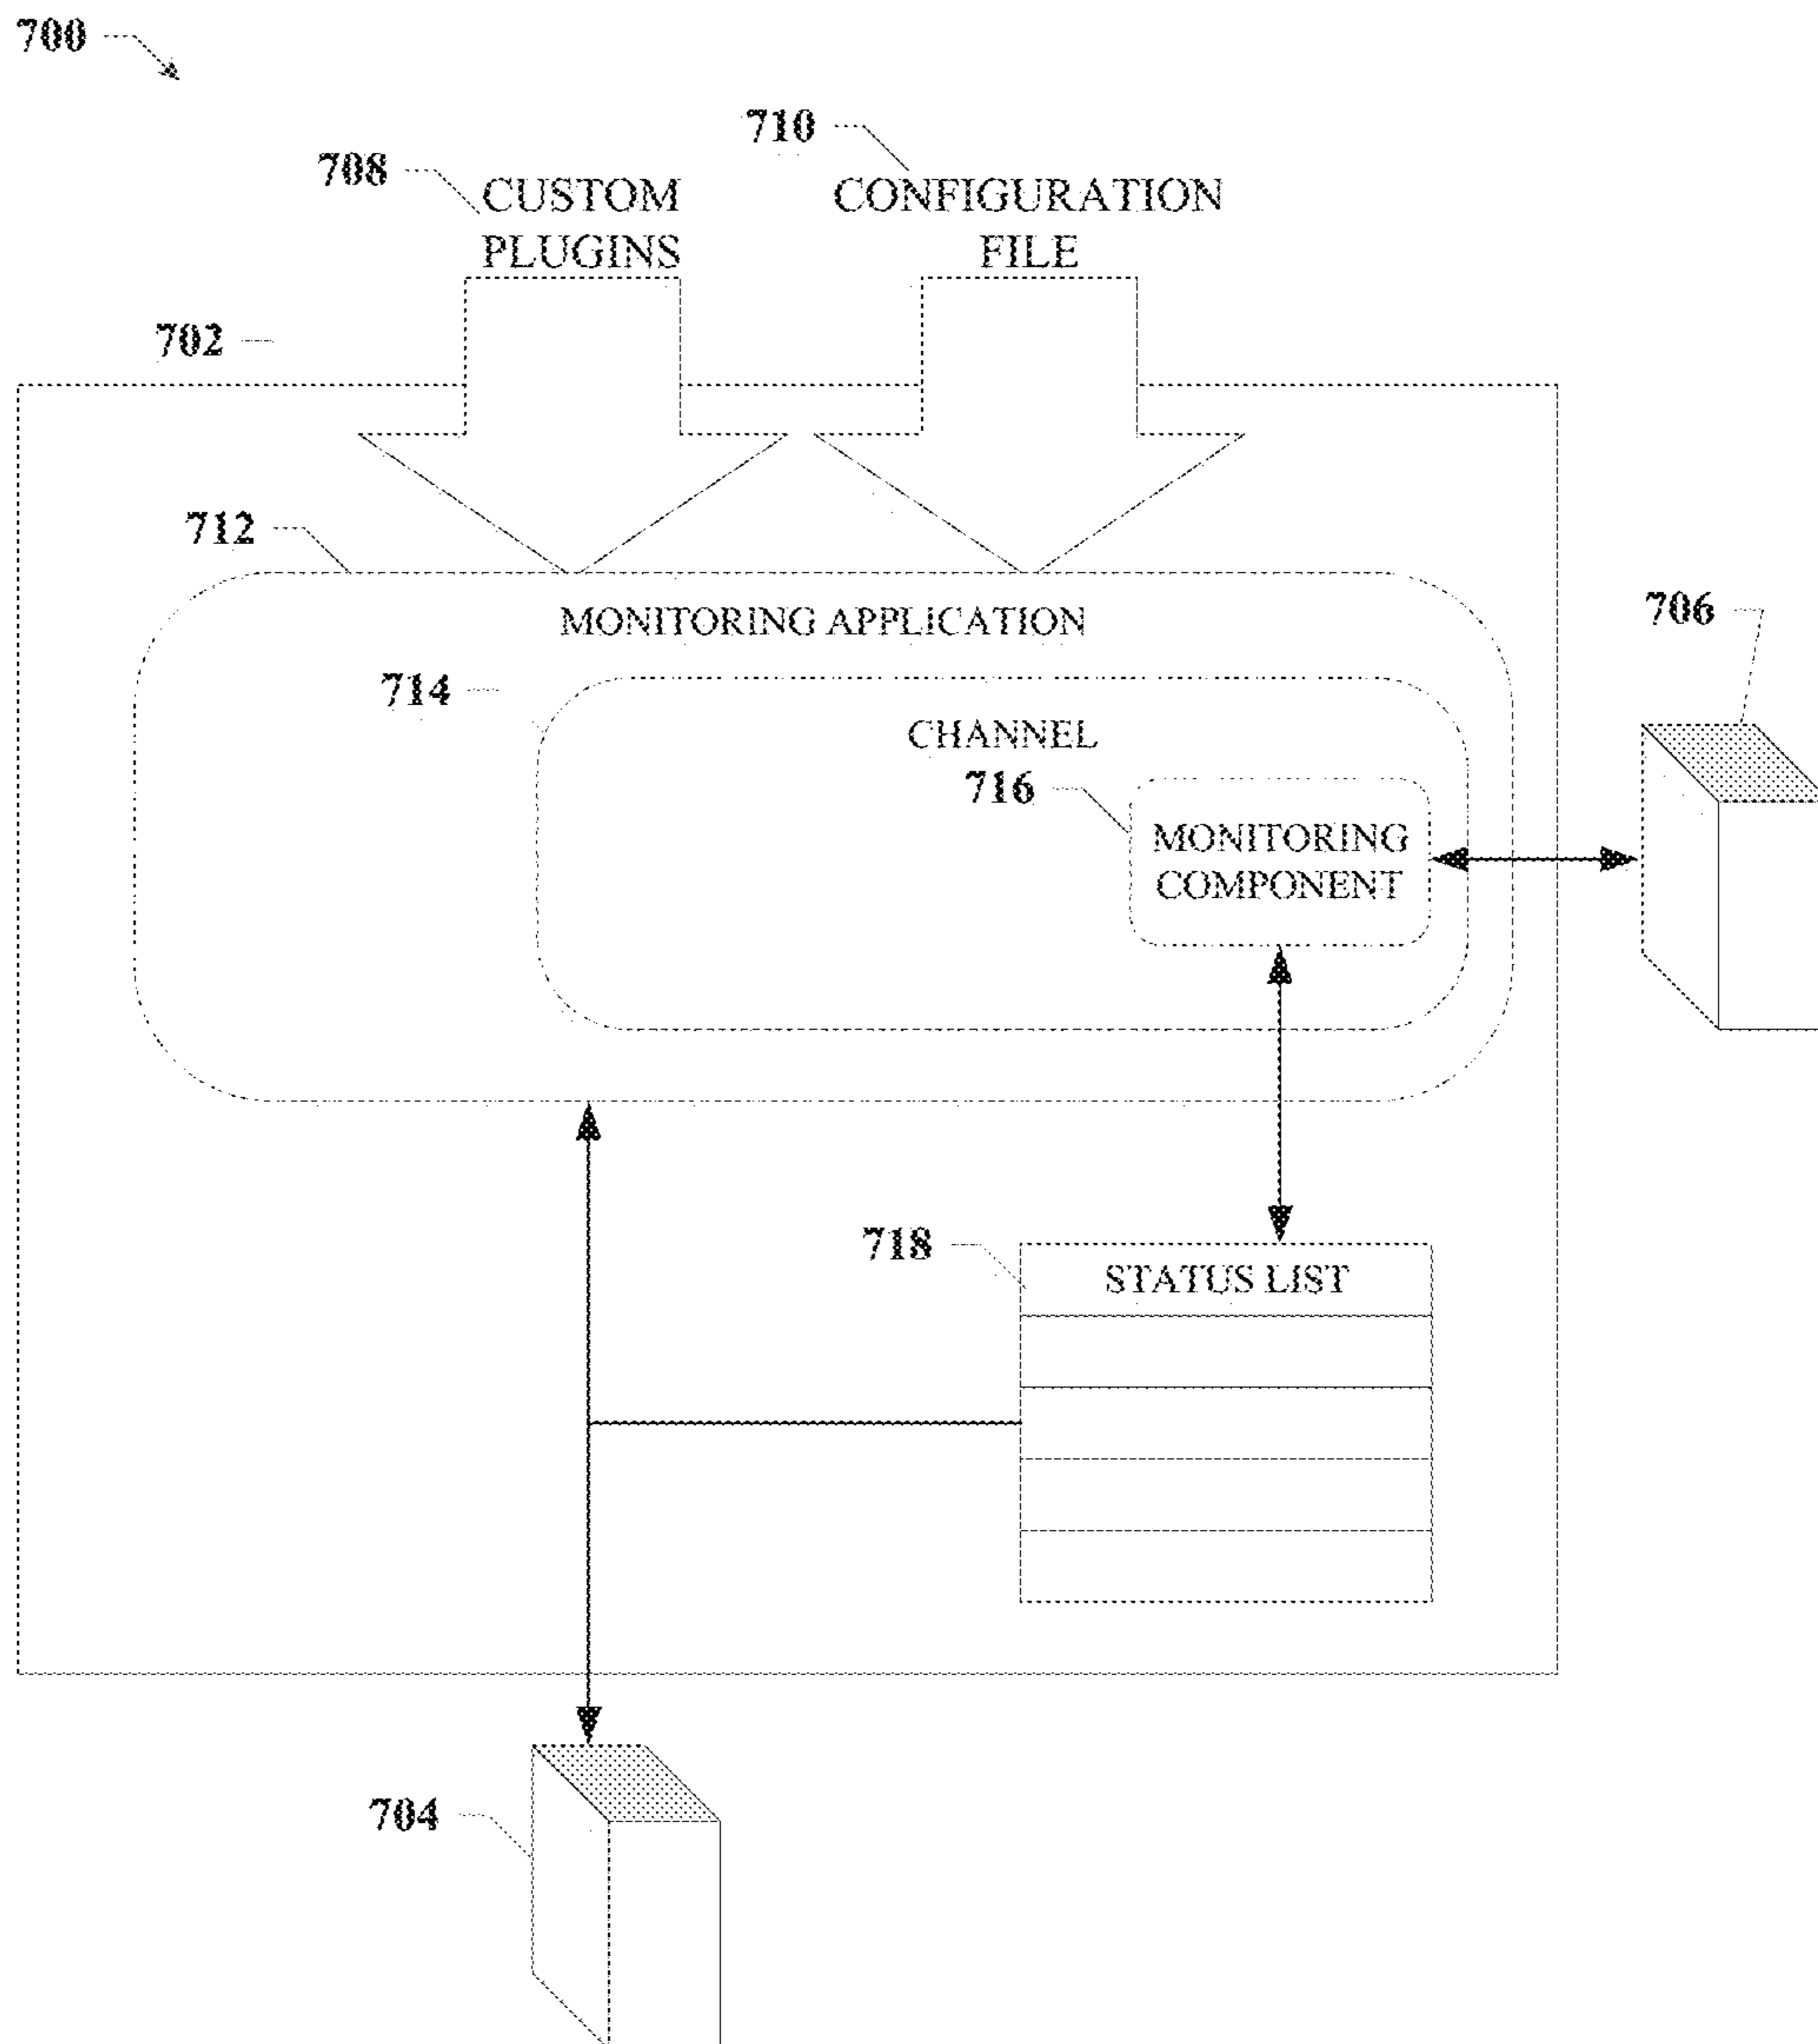 700
710
708
CUSTOM
PLUGINS
CONFIGURATION
FILE
702
712
MONITORING APPLICATION
706
714
CHANNEL
716
MONITORING
COMPONENT
718
STATUS LIST
704